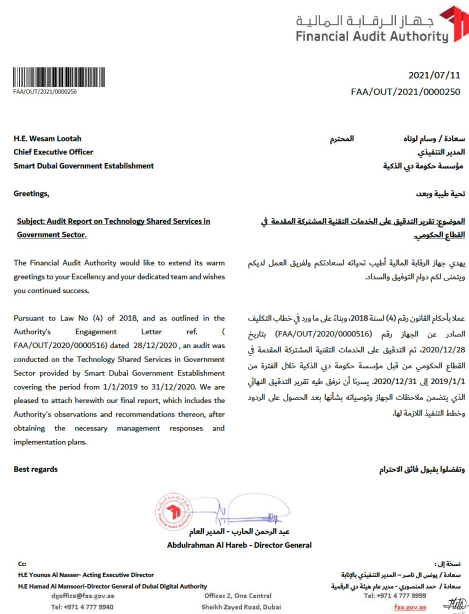 جهاز الرقابة المالية
Financial Audit Authority
FAA/OUT/2021/0000250
2021/07/11
FAA/OUT/2021/0000250
H.E. Wesam Lootah
Chief Executive Officer
Smart Dubai Government Establishment
سعادة / وسام لوتاه المحترم
المدير التنفيذي
مؤسسة حكومة دبي الذكية
Greetings,
تحية طيبة وبعد،
Subject: Audit Report on Technology Shared Services in
Government Sector.
الموضوع: تقرير التدقيق على الخدمات التقنية المشتركة المقدمة في
القطاع الحكومي.
The Financial Audit Authority would like to extend its warm
greetings to your Excellency and your dedicated team and wishes
you continued success.
يهدي جهاز الرقابة المالية أطيب تحياته لسعادتكم ولفريق العمل لديكم
ويتمنى لكم دوام التوفيق والسداد.
Pursuant to Law No (4) of 2018, and as outlined in the
Authority's Engagement Letter ref. (
FAA/OUT/2020/0000516) dated 28/12/2020 , an audit was
conducted on the Technology Shared Services in Government
Sector provided by Smart Dubai Government Establishment
covering the period from 1/1/2019 to 31/12/2020. We are
pleased to attach herewith our final report, which includes the
Authority's observations and recommendations thereon, after
obtaining the necessary management responses and
implementation plans.
عملا بأحكام القانون رقم (4) لسنة 2018، وبناءً على ما ورد في خطاب التكليف
الصادر عن الجهاز رقم (FAA/OUT/2020/0000516) بتاريخ
2020/12/28، تم التدقيق على الخدمات التقنية المشتركة المقدمة في
القطاع الحكومي من قبل مؤسسة حكومة دبي الذكية خلال الفترة من
2019/1/1 إلى 2020/12/31. يسرنا أن نرفق طيه تقرير التدقيق النهائي
الذي يتضمن ملاحظات الجهاز وتوصياته بشأنها بعد الحصول على الردود
وخطط التنفيذ اللازمة لها.
Best regards
وتفضلوا بقبول فائق الاحترام
عبد الرحمن الحارب - المدير العام
Abdulrahman Al Hareb - Director General
Cc:
H.E Younus Al Nasser- Acting Executive Director
H.E Hamad Al Mansoori-Director General of Dubai Digital Authority
نسخة إلى :
سعادة / يونس ال ناصر – المدير التنفيذي بالإنابة
سعادة / حمد المنصوري - مدير عام هيئة دبي الرقمية
dgoffice@faa.gov.ae
Tel: +971 4 777 7940
Offices 2, One Central
Sheikh Zayed Road, Dubai
Tel: +971 4 777 9999
faa.gov.ae